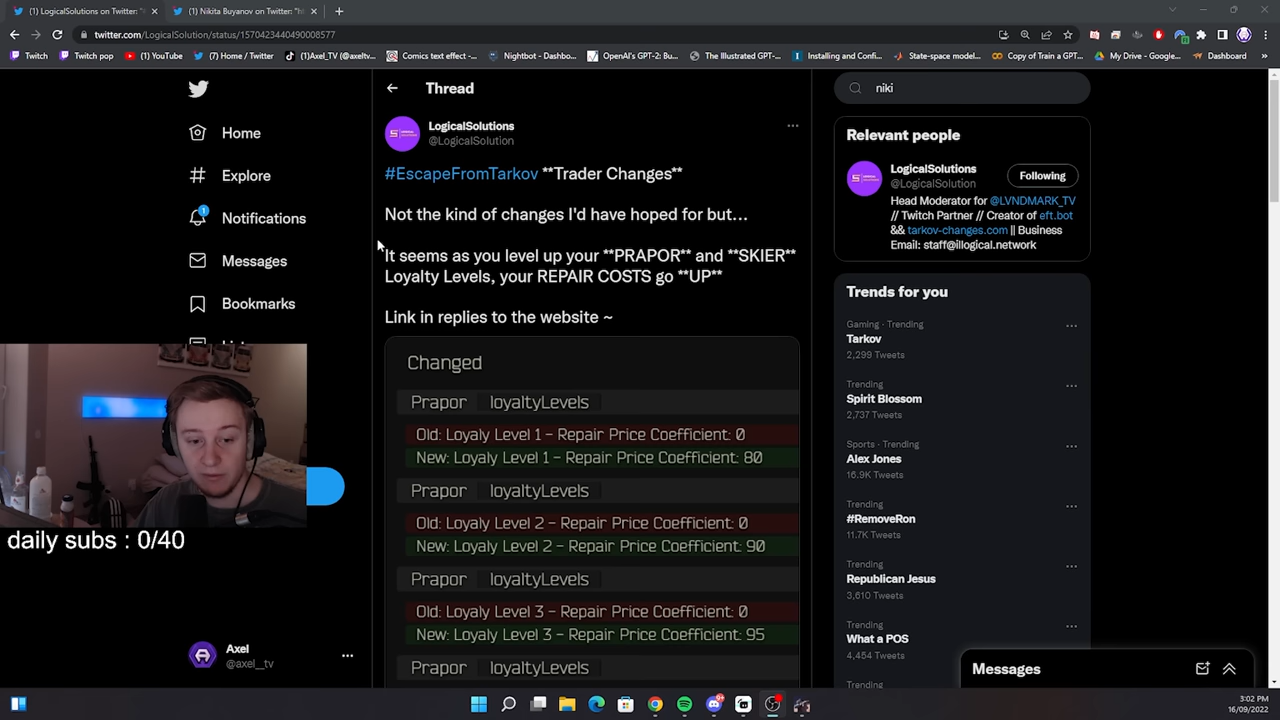 (1) LogicalSolutions on Twitter: "
(1) Nikita Buyanov on Twitter: "hi
twitter.com/LogicalSolution/status/1570423440490008577
Twitch
Twitch pop
(1) YouTube
(7) Home / Twitter
(1) Axel_TV (@axeltv...
Comics text effect -...
Nightbot - Dashbo...
OpenAI's GPT-2: Bu...
The Illustrated GPT-...
Installing and Confi...
State-space model...
Copy of Train a GPT...
My Drive - Google...
Dashboard
Home
Explore
1
Notifications
Messages
Bookmarks
Thread
LogicalSolutions
@LogicalSolution
#EscapeFromTarkov **Trader Changes**
Not the kind of changes I'd have hoped for but...
It seems as you level up your **PRAPOR** and **SKIER**
Loyalty Levels, your REPAIR COSTS go **UP**
Link in replies to the website ~
Changed
Prapor loyaltyLevels
Old: Loyaly Level 1 – Repair Price Coefficient: 0
New: Loyaly Level 1 – Repair Price Coefficient: 80
Prapor loyaltyLevels
Old: Loyaly Level 2 – Repair Price Coefficient: 0
New: Loyaly Level 2 – Repair Price Coefficient: 90
Prapor loyaltyLevels
Old: Loyaly Level 3 – Repair Price Coefficient: 0
New: Loyaly Level 3 – Repair Price Coefficient: 95
Prapor loyaltyLevels
niki
Relevant people
LogicalSolutions
@LogicalSolution
Following
Head Moderator for @LVNDMARK_TV
// Twitch Partner // Creator of eft.bot
&& tarkov-changes.com || Business
Email: staff@illogical.network
Trends for you
Gaming · Trending
Tarkov
2,299 Tweets
Trending
Spirit Blossom
2,737 Tweets
Sports · Trending
Alex Jones
16.9K Tweets
Trending
#RemoveRon
11.7K Tweets
Trending
Republican Jesus
3,610 Tweets
Trending
What a POS
4,454 Tweets
Trending
Messages
daily subs : 0/40
Axel
@axel__tv
3:02 PM
16/09/2022